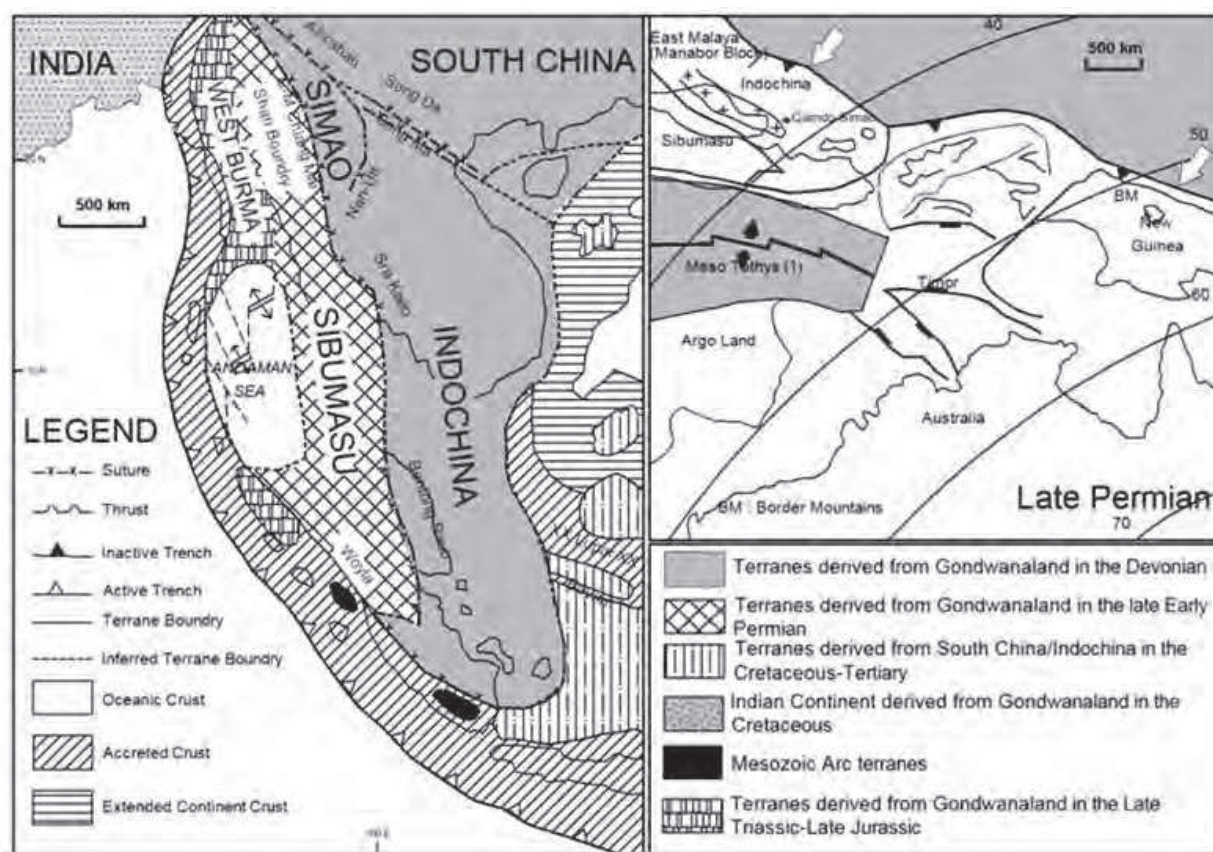 INDIA
SOUTH CHINA
SIMAO
WEST BURMA
Shan Boundry
Song Da
Song Ma
Nan Dit
Sra Kaeo
500 km
SIBUMASU
INDOCHINA
ANDAMAN
SEA
Bentong Raub
Woyla
LEGEND
Suture
Thrust
Inactive Trench
Active Trench
Terrane Boundry
Inferred Terrane Boundry
Oceanic Crust
Accreted Crust
Extended Continent Crust
East Malaya
(Manabor Block)
40
500 km
Indochina
Sibumasu
50
BM
New
Guinea
Meso Tethys (1)
Timor
60
Argo Land
Australia
BM : Border Mountains
Late Permian
70
Terranes derived from Gondwanaland in the Devonian
Terranes derived from Gondwanaland in the late Early
Permian
Terranes derived from South China/Indochina in the
Cretaceous-Tertiary
Indian Continent derived from Gondwanaland in the
Cretaceous
Mesozoic Arc terranes
Terranes derived from Gondwanaland in the Late
Triassic-Late Jurassic